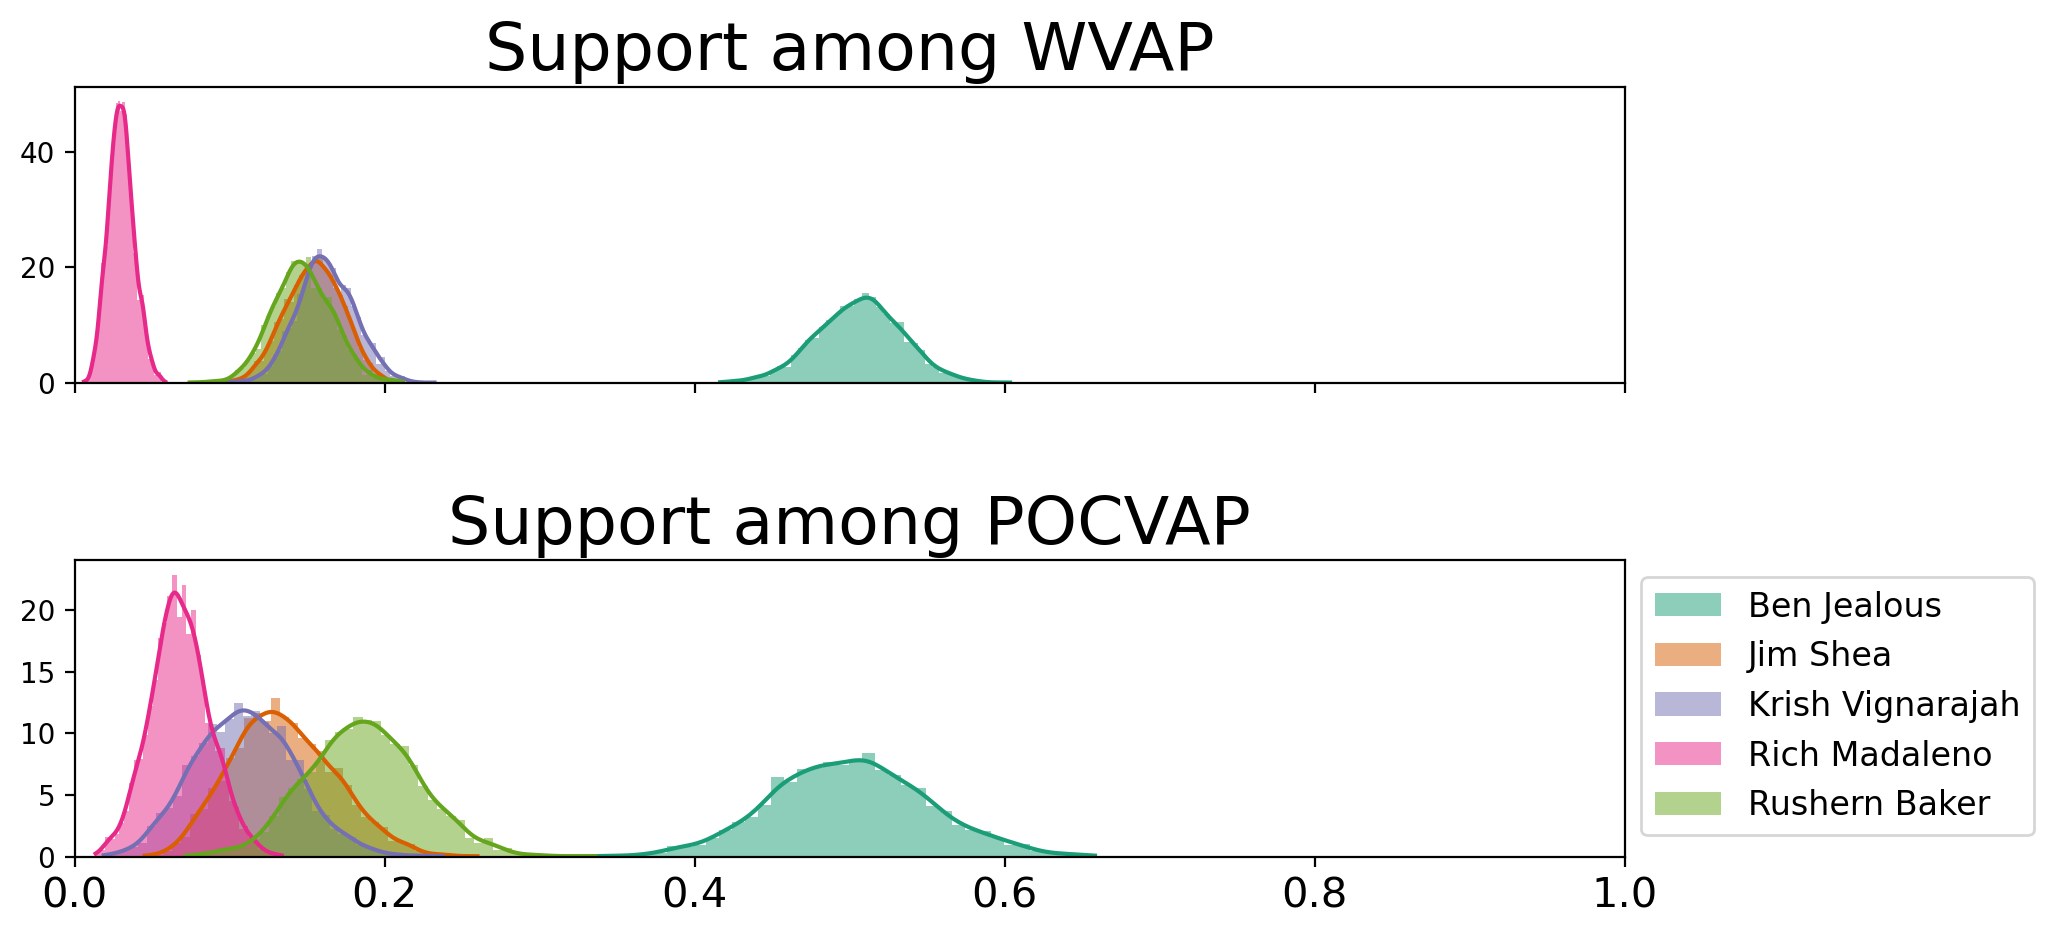 Support among WVAP
40
20
0
Support among POCVAP
20
15
10
5
0
0.0 0.2 0.4 0.6 0.8 1.0
Ben Jealous
Jim Shea
Krish Vignarajah
Rich Madaleno
Rushern Baker